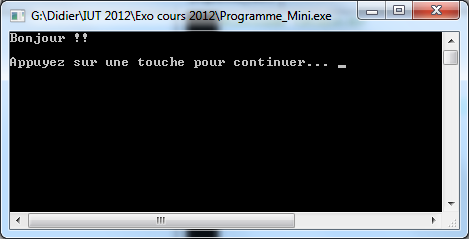 G:\Didier\IUT 2012\Exo cours 2012\Programme_Mini.exe
Bonjour !!
Appuyez sur une touche pour continuer... _